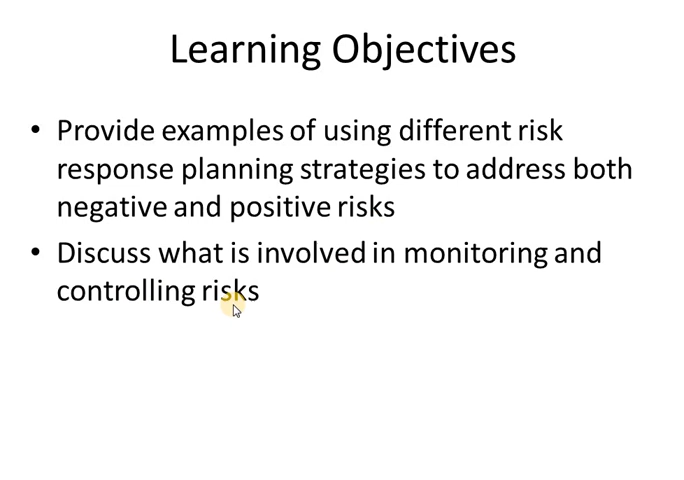 Learning Objectives
• Provide examples of using different risk
response planning strategies to address both
negative and positive risks
• Discuss what is involved in monitoring and
controlling risks